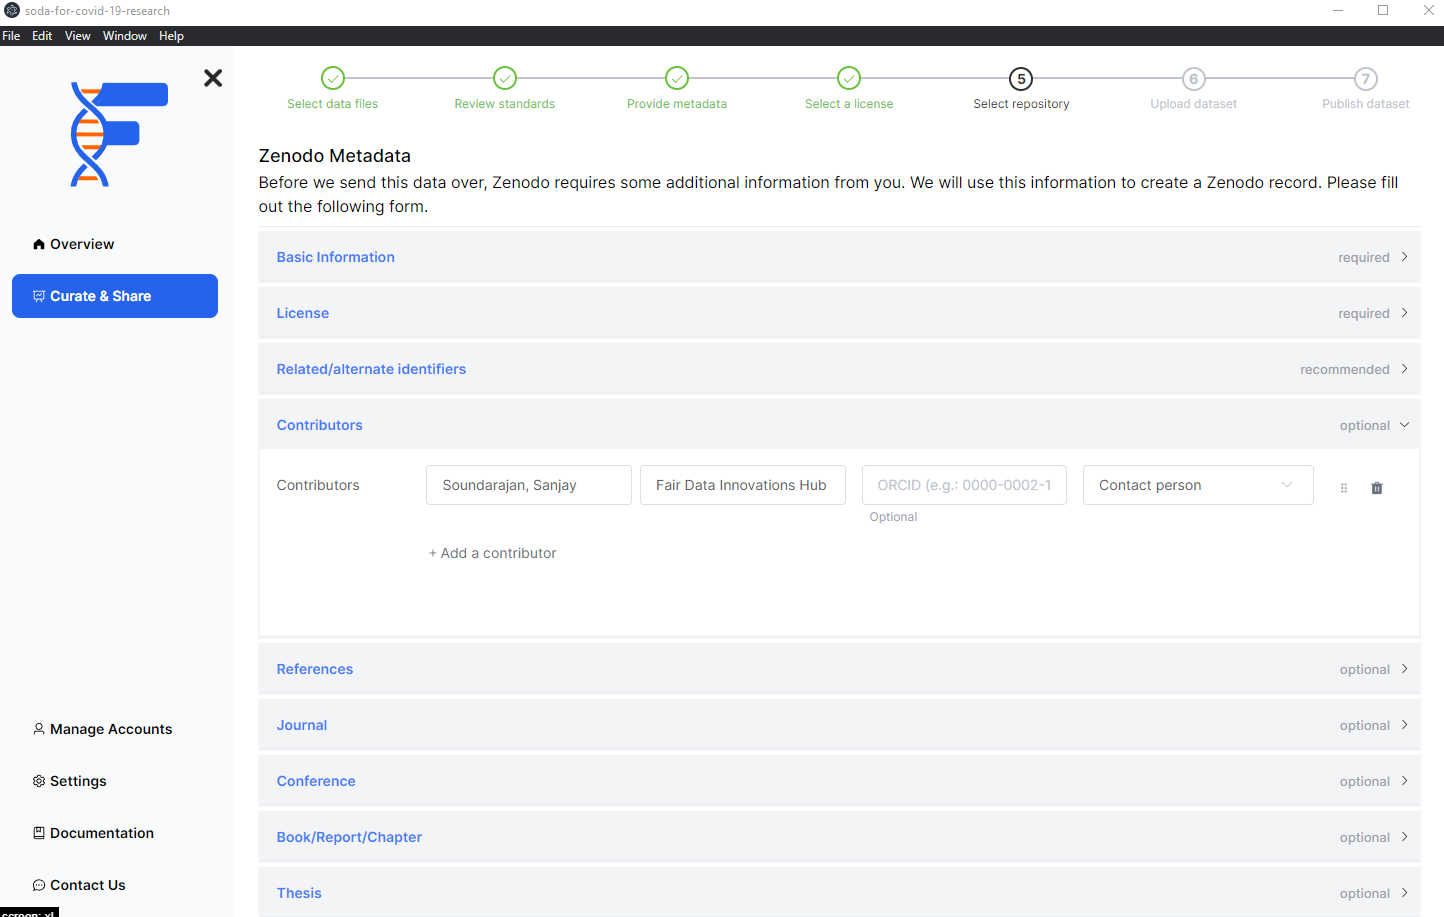 soda-for-covid-19-research
File Edit View Window Help
Select data files
Review standards
Provide metadata
Select a license
5
Select repository
6
Upload dataset
7
Publish dataset
Overview
Curate & Share
Manage Accounts
Settings
Documentation
Contact Us
Zenodo Metadata
Before we send this data over, Zenodo requires some additional information from you. We will use this information to create a Zenodo record. Please fill
out the following form.
Basic Information required
License required
Related/alternate identifiers recommended
Contributors optional
Contributors Soundarajan, Sanjay Fair Data Innovations Hub ORCID (e.g.: 0000-0002-1 Contact person
Optional
+ Add a contributor
References optional
Journal optional
Conference optional
Book/Report/Chapter optional
Thesis optional
screen: xl